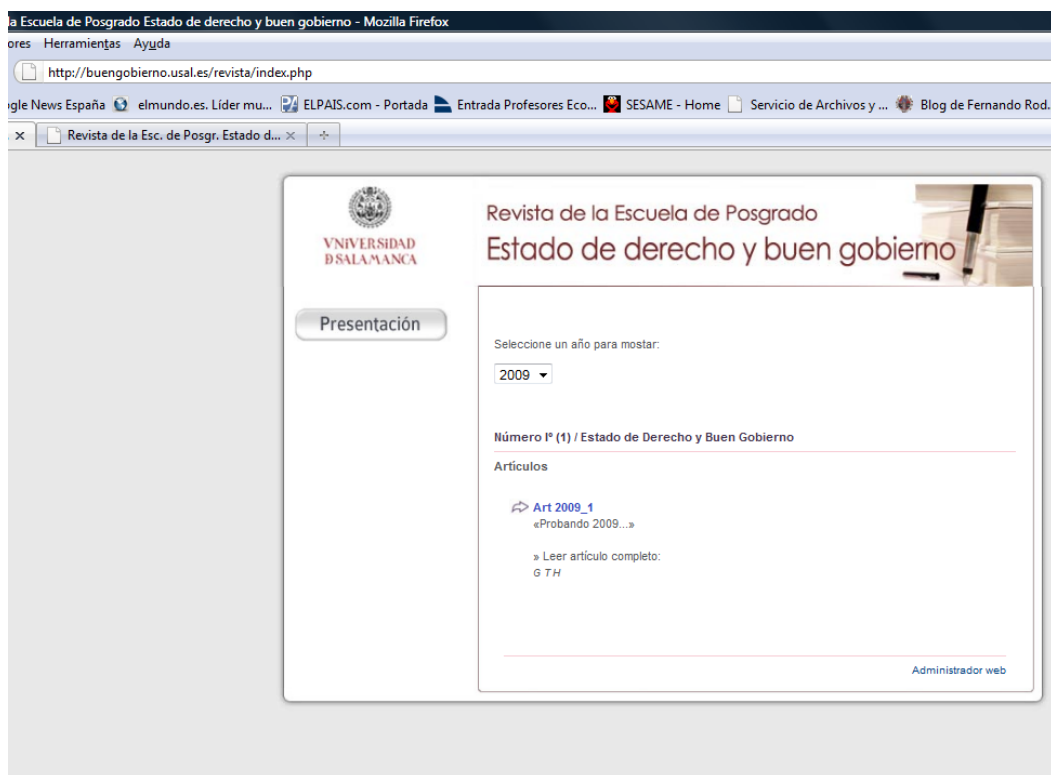 la Escuela de Posgrado Estado de derecho y buen gobierno - Mozilla Firefox
ores Herramientas Ayuda
http://buengobierno.usal.es/revista/index.php
ogle News España elmundo.es. Líder mu... ELPAIS.com - Portada Entrada Profesores Eco... SESAME - Home Servicio de Archivos y ... Blog de Fernando Rod.
Revista de la Esc. de Posgr. Estado d...
VNiVERSiDAD
D SALAMANCA
Revista de la Escuela de Posgrado
Estado de derecho y buen gobierno
Presentación
Seleccione un año para mostar:
2009
Número Iº (1) / Estado de Derecho y Buen Gobierno
Artículos
Art 2009_1
«Probando 2009...»
» Leer artículo completo:
G T H
Administrador web